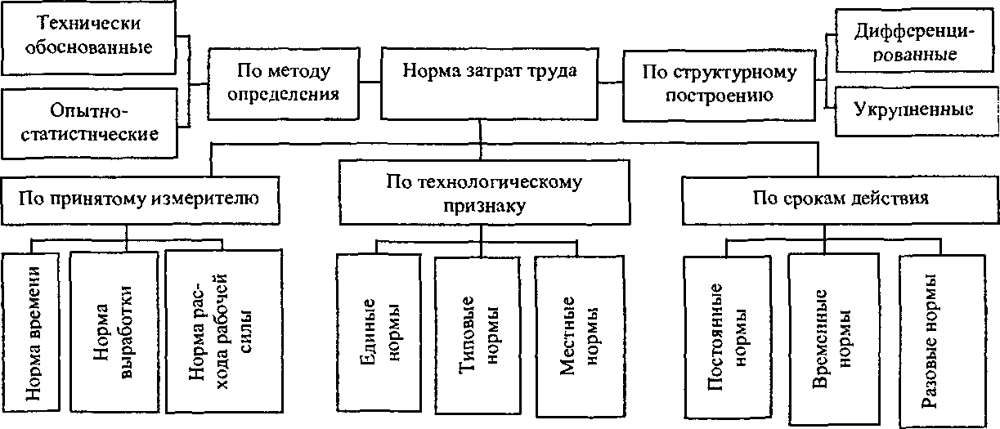 Технически
обоснованные
Опытно-
статистические
По методу
определения
Норма затрат труда
По структурному
построению
Дифференци-
рованные
Укрупненные
По принятому измерителю
По технологическому
признаку
По срокам действия
Норма времени
Норма
выработки
Норма рас-
хода рабочей
силы
Единые
нормы
Типовые
нормы
Местные
нормы
Постоянные
нормы
Временные
нормы
Разовые нормы